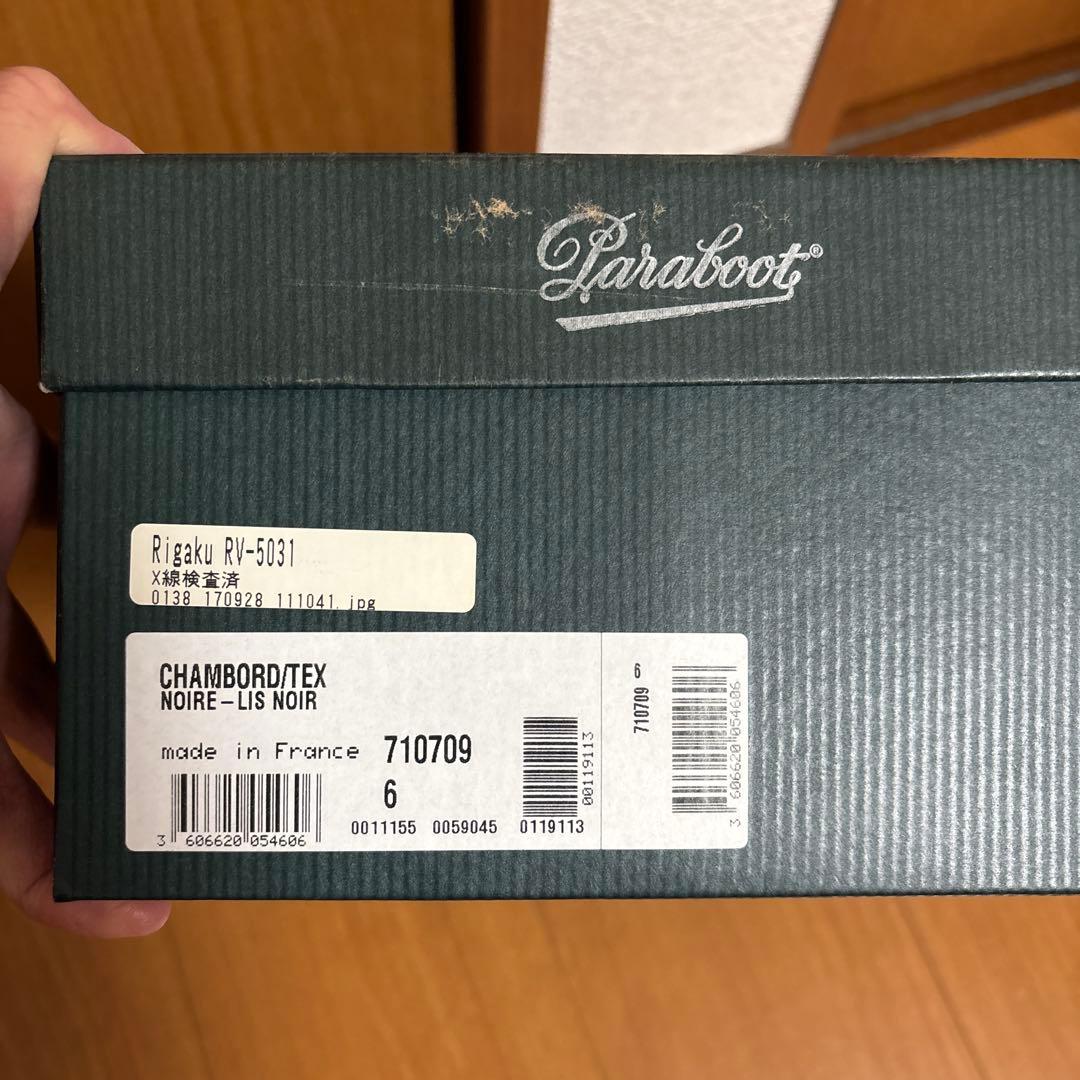 Paraboot®
Rigaku RV-5031
X線検査済
0138 170928 111041.jpg
CHAMBORD/TEX
NOIRE-LIS NOIR
made in France 710709
6
3 606620 054606
0011155 0059045 0119113
00119113
710709 6
3 606620 054606